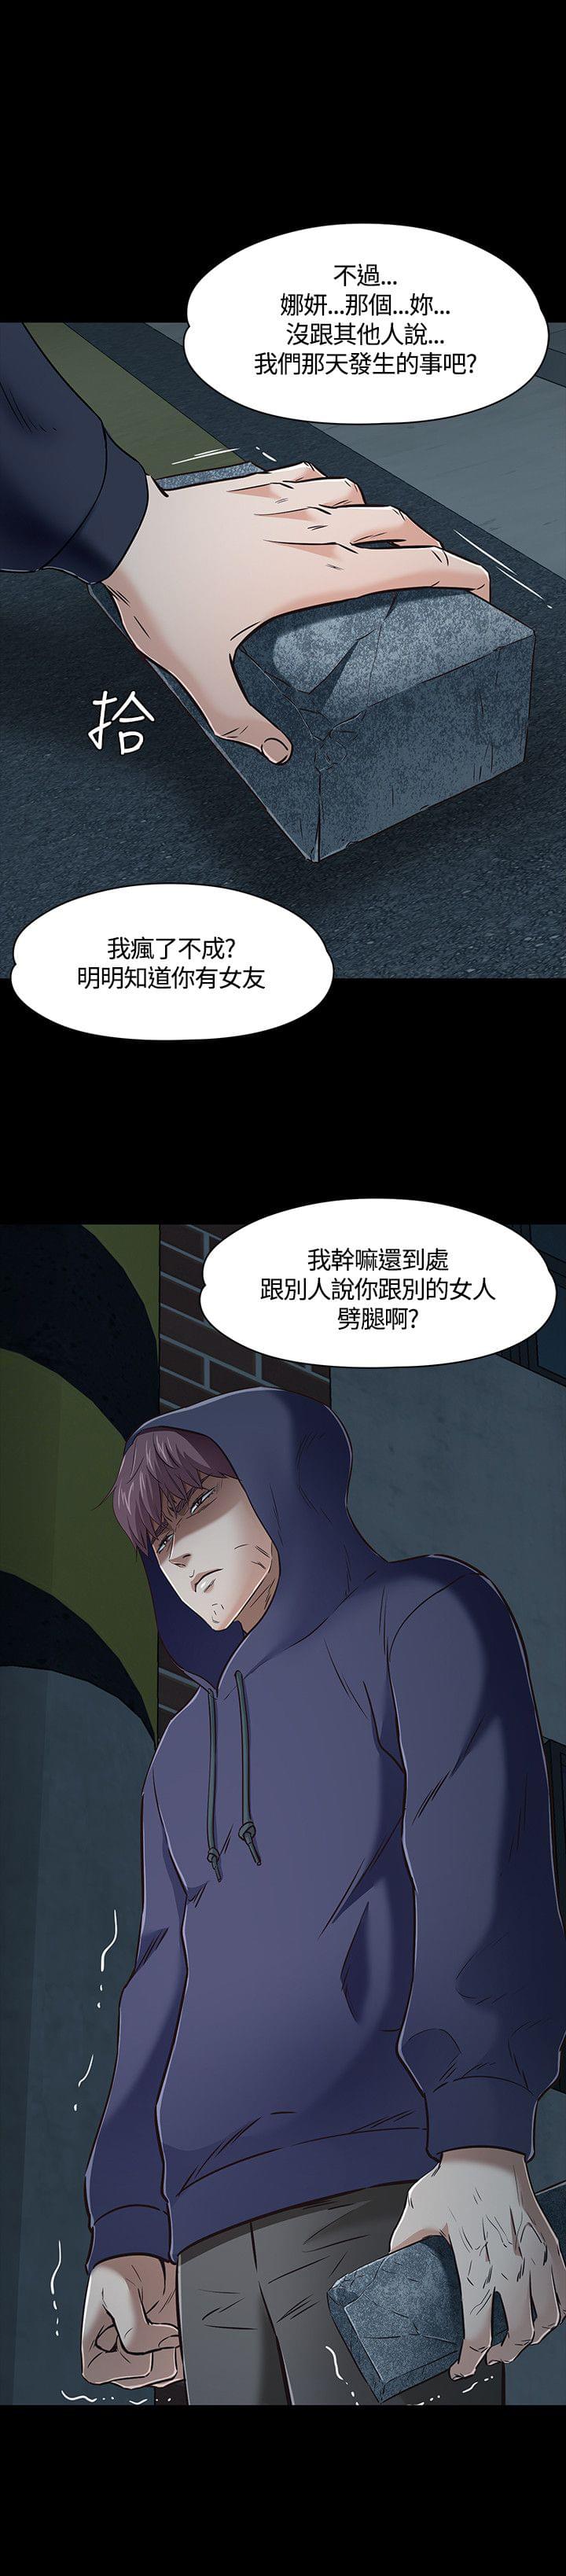 不過...
娜妍...那個...妳...
沒跟其他人說...
我們那天發生的事吧?
拾
我瘋了不成?
明明知道你有女友
我幹嘛還到處
跟別人說你跟別的女人
劈腿啊?